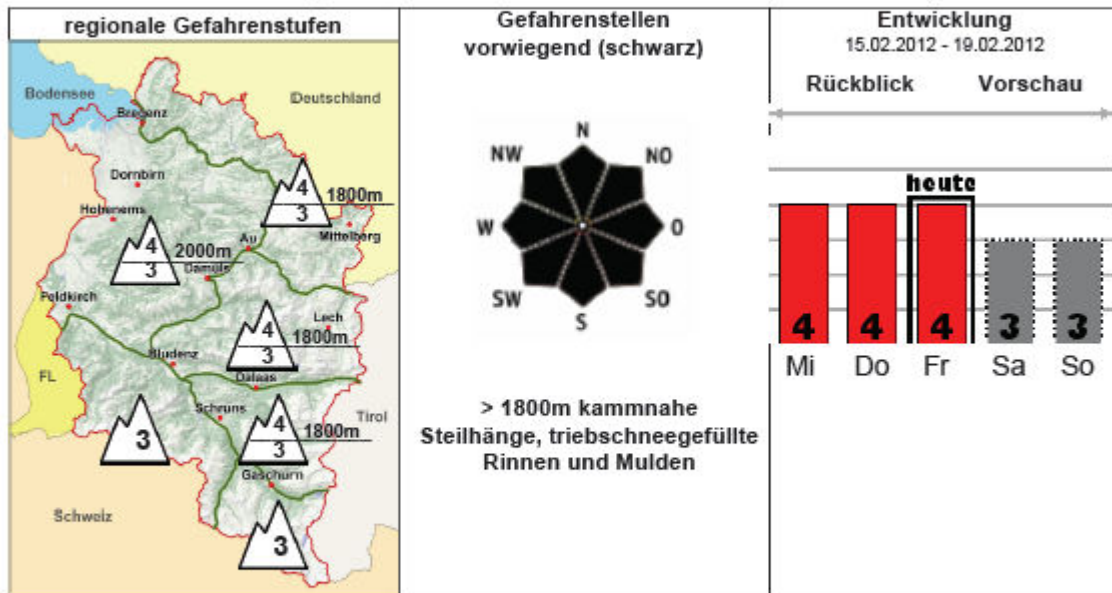 regionale Gefahrenstufen
Bodensee
Deutschland
Bregenz
Dornbirn
Hohenems
4
3
1800m
Mittelberg
4
3
2000m
Au
Damüls
Feldkirch
4
3
1800m
Lech
Bludenz
FL
Dalaas
Schruns
Tirol
3
4
3
1800m
Gaschurn
Schweiz
3
Gefahrenstellen
vorwiegend (schwarz)
N
NW
NO
W
O
SW
SO
S
> 1800m kammnahe
Steilhänge, triebschneegefüllte
Rinnen und Mulden
Entwicklung
15.02.2012 - 19.02.2012
Rückblick Vorschau
heute
4 4 4 3 3
Mi Do Fr Sa So